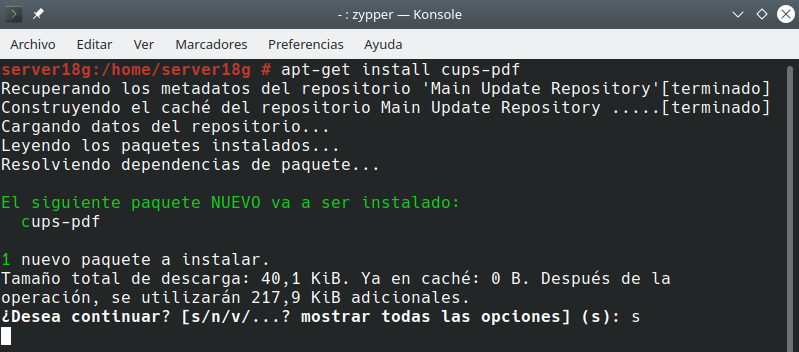 - : zypper — Konsole
Archivo Editar Ver Marcadores Preferencias Ayuda
server18g:/home/server18g # apt-get install cups-pdf
Recuperando los metadatos del repositorio 'Main Update Repository'[terminado]
Construyendo el caché del repositorio Main Update Repository .....[terminado]
Cargando datos del repositorio...
Leyendo los paquetes instalados...
Resolviendo dependencias de paquete...
El siguiente paquete NUEVO va a ser instalado:
cups-pdf
1 nuevo paquete a instalar.
Tamaño total de descarga: 40,1 KiB. Ya en caché: 0 B. Después de la
operación, se utilizarán 217,9 KiB adicionales.
¿Desea continuar? [s/n/v/...? mostrar todas las opciones] (s): s